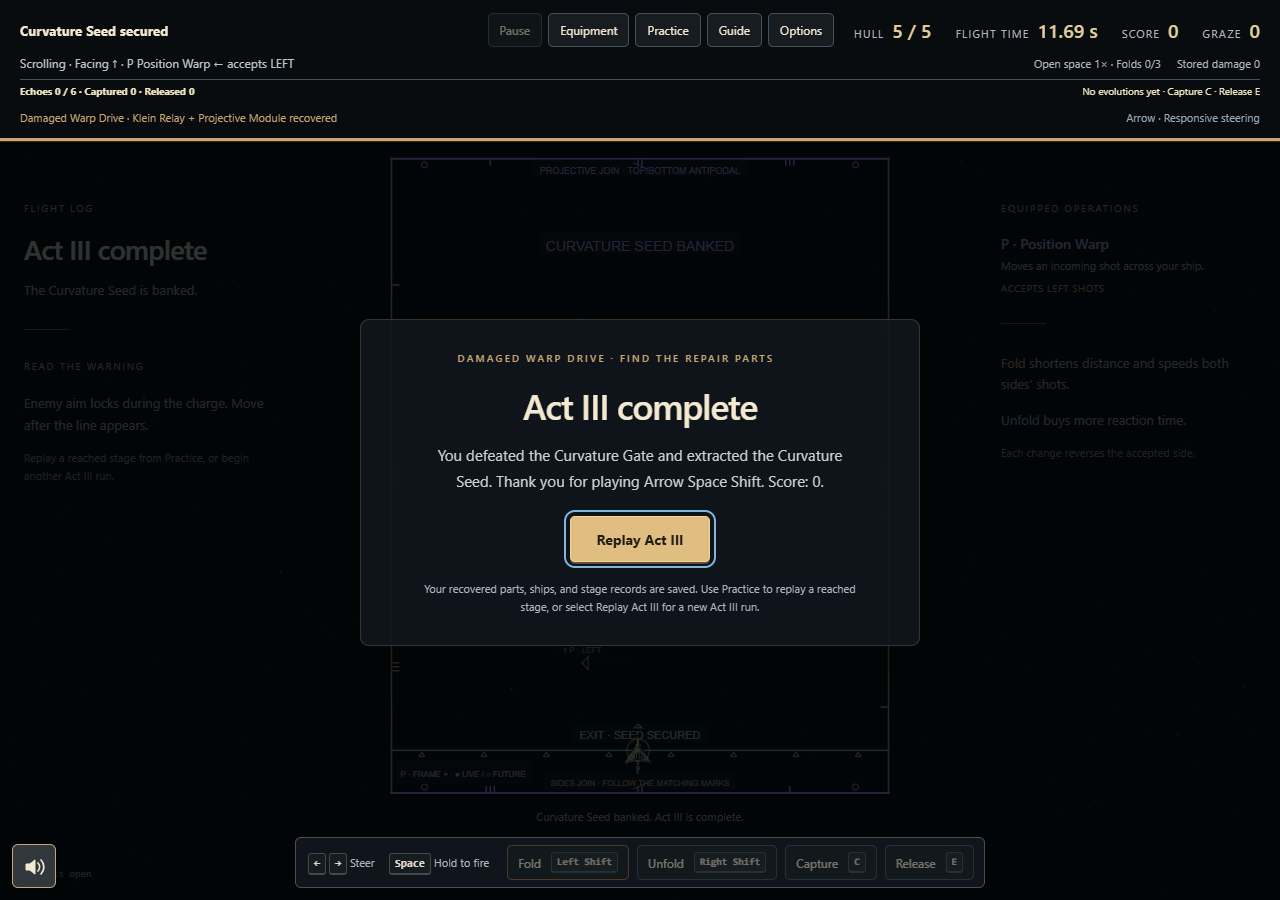 Curvature Seed secured
Pause
Equipment
Practice
Guide
Options
HULL 5 / 5
FLIGHT TIME 11.69 s
SCORE 0
GRAZE 0
Scrolling · Facing ↑ · P Position Warp ← accepts LEFT
Open space 1× · Folds 0/3
Stored damage 0
Echoes 0 / 6 · Captured 0 · Released 0
No evolutions yet · Capture C · Release E
Damaged Warp Drive · Klein Relay + Projective Module recovered
Arrow · Responsive steering
PROJECTIVE JOIN · TOP/BOTTOM ANTIPODAL
CURVATURE SEED BANKED
FLIGHT LOG
Act III complete
The Curvature Seed is banked.
READ THE WARNING
Enemy aim locks during the charge. Move
after the line appears.
Replay a reached stage from Practice, or begin
another Act III run.
EQUIPPED OPERATIONS
P · Position Warp
Moves an incoming shot across your ship.
ACCEPTS LEFT SHOTS
Fold shortens distance and speeds both
sides' shots.
Unfold buys more reaction time.
Each change reverses the accepted side.
DAMAGED WARP DRIVE · FIND THE REPAIR PARTS
Act III complete
You defeated the Curvature Gate and extracted the Curvature
Seed. Thank you for playing Arrow Space Shift. Score: 0.
Replay Act III
Your recovered parts, ships, and stage records are saved. Use Practice to replay a reached
stage, or select Replay Act III for a new Act III run.
1 P · LEFT
EXIT · SEED SECURED
P · FRAME + · ● LIVE / ○ FUTURE
SIDES JOIN · FOLLOW THE MATCHING MARKS
Curvature Seed banked. Act III is complete.
← → Steer
Space Hold to fire
Fold Left Shift
Unfold Right Shift
Capture C
Release E
open